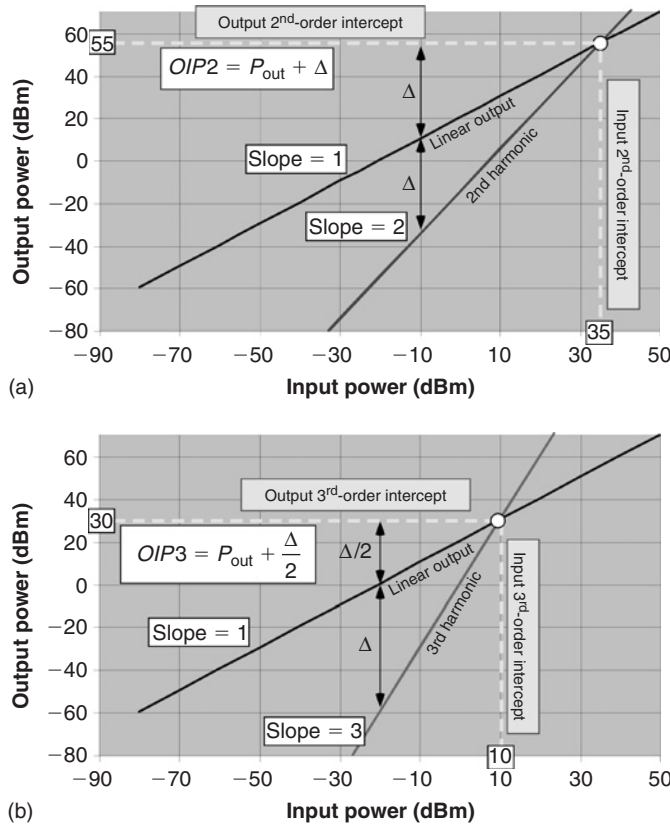 Output 2nd-order intercept
60
55
OIP2 = Pout + Δ
40
Δ
20
Linear output
Slope = 1
0
Δ
2nd harmonic
Input 2nd-order intercept
−20
Slope = 2
−40
−60
−80
35
−90 −70 −50 −30 −10 10 30 50
Output power (dBm)
Input power (dBm)
(a)
60
Output 3rd-order intercept
40
30
OIP3 = Pout + Δ/2
20
Δ/2
Linear output
0
Slope = 1
Δ
3rd harmonic
Input 3rd-order intercept
−20
−40
−60
Slope = 3
−80
10
−90 −70 −50 −30 −10 10 30 50
Output power (dBm)
Input power (dBm)
(b)